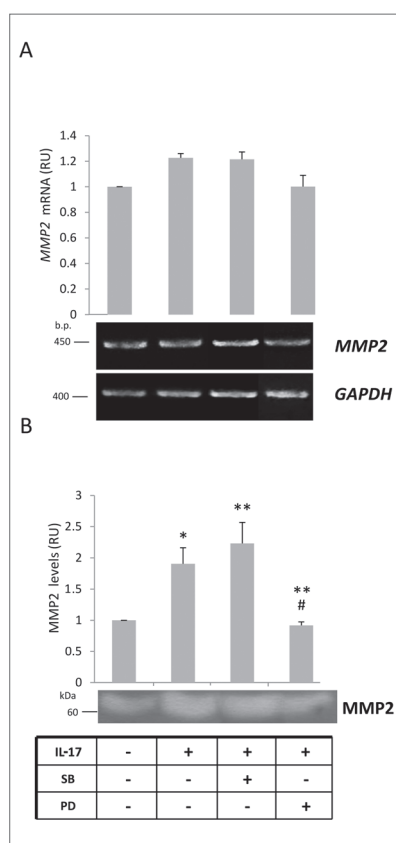 A
MMP2 mRNA (RU)
1.4
1.2
1
0.8
0.6
0.4
0.2
0
b.p.
450
MMP2
400
GAPDH
B
MMP2 levels (RU)
3
2.5
2
1.5
1
0.5
0
*
**
**
#
kDa
60
MMP2
IL-17 - + + +
SB - - + -
PD - - - +